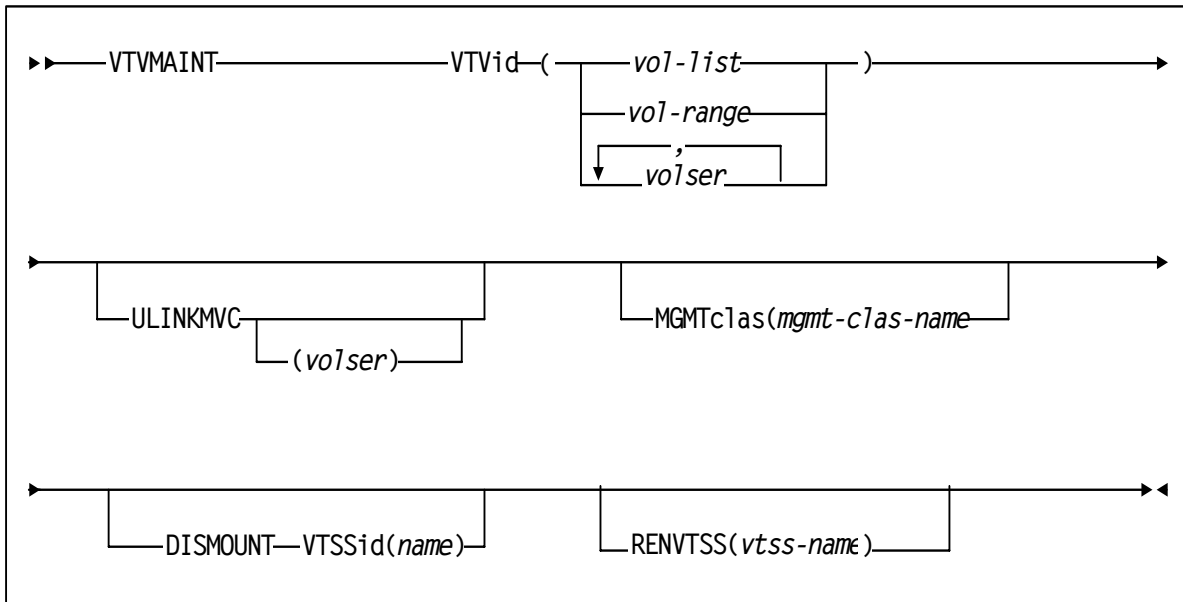 VTVMAINT VTVid ( vol-list )
vol-range
,
volser
ULINKMVC MGMTclas(mgmt-clas-name
(volser)
DISMOUNT VTSSid(name) RENVTSS(vtss-name)